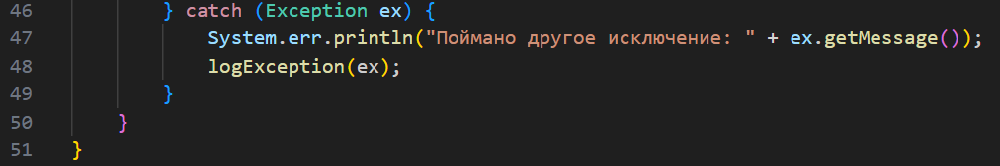 46 } catch (Exception ex) {
47 System.err.println("Поймано другое исключение: " + ex.getMessage());
48 logException(ex);
49 }
50 }
51 }